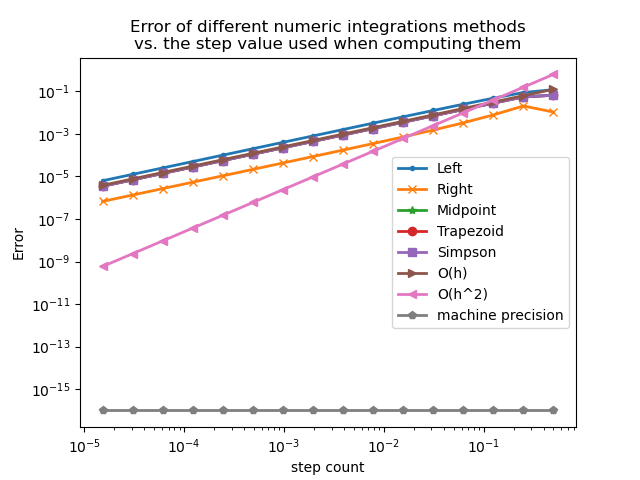 Error of different numeric integrations methods
vs. the step value used when computing them
Error
10⁻¹
10⁻³
10⁻⁵
10⁻⁷
10⁻⁹
10⁻¹¹
10⁻¹³
10⁻¹⁵
Left
Right
Midpoint
Trapezoid
Simpson
O(h)
O(h^2)
machine precision
10⁻⁵
10⁻⁴
10⁻³
10⁻²
10⁻¹
step count